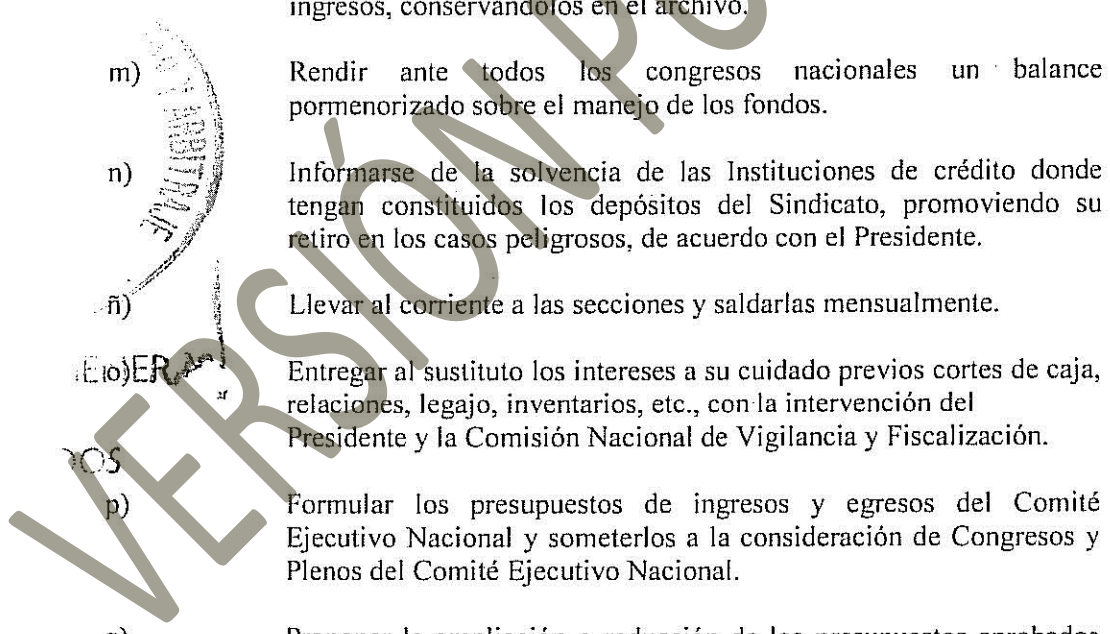 ingresos, conservándolos en el archivo.
m) Rendir ante todos los congresos nacionales un balance
pormenorizado sobre el manejo de los fondos.
n) Informarse de la solvencia de las Instituciones de crédito donde
tengan constituidos los depósitos del Sindicato, promoviendo su
retiro en los casos peligrosos, de acuerdo con el Presidente.
ñ) Llevar al corriente a las secciones y saldarlas mensualmente.
o) Entregar al sustituto los intereses a su cuidado previos cortes de caja,
relaciones, legajo, inventarios, etc., con la intervención del
Presidente y la Comisión Nacional de Vigilancia y Fiscalización.
p) Formular los presupuestos de ingresos y egresos del Comité
Ejecutivo Nacional y someterlos a la consideración de Congresos y
Plenos del Comité Ejecutivo Nacional.
ARBITRAJE
VERSIÓN